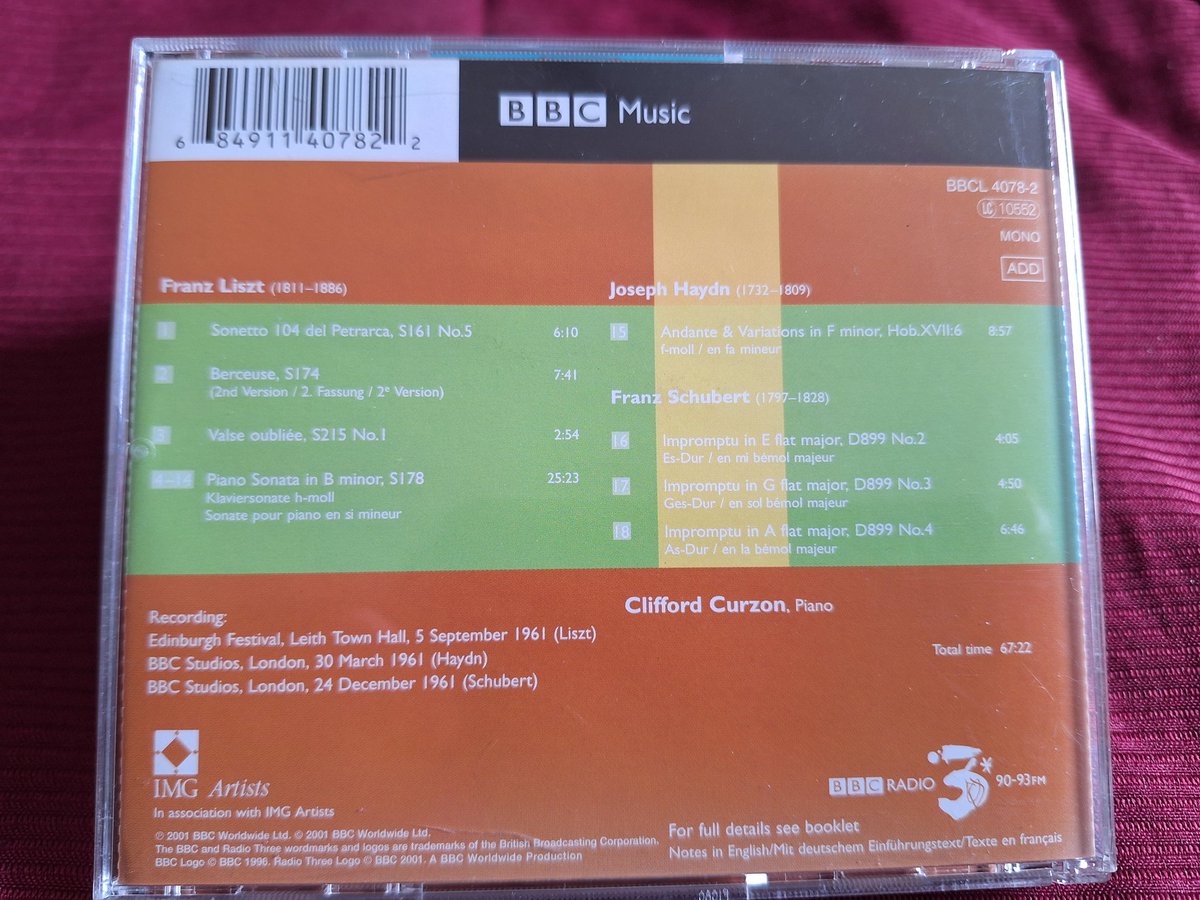 6 84911 40782 2
BBC Music
BBCL 4078-2
LC 10552
MONO
ADD
Franz Liszt (1811–1886)
1 Sonetto 104 del Petrarca, S161 No.5 6:10
2 Berceuse, S174 7:41
(2nd Version / 2. Fassung / 2e Version)
3 Valse oubliée, S215 No.1 2:54
4–14 Piano Sonata in B minor, S178 25:23
Klaviersonate h-moll
Sonate pour piano en si mineur
Joseph Haydn (1732–1809)
15 Andante & Variations in F minor, Hob.XVII:6 8:57
f-moll / en fa mineur
Franz Schubert (1797–1828)
16 Impromptu in E flat major, D899 No.2 4:05
Es-Dur / en mi bémol majeur
17 Impromptu in G flat major, D899 No.3 4:50
Ges-Dur / en sol bémol majeur
18 Impromptu in A flat major, D899 No.4 6:46
As-Dur / en la bémol majeur
Clifford Curzon, Piano
Total time 67:22
Recording:
Edinburgh Festival, Leith Town Hall, 5 September 1961 (Liszt)
BBC Studios, London, 30 March 1961 (Haydn)
BBC Studios, London, 24 December 1961 (Schubert)
IMG Artists
In association with IMG Artists
℗ 2001 BBC Worldwide Ltd. © 2001 BBC Worldwide Ltd.
The BBC and Radio Three wordmarks and logos are trademarks of the British Broadcasting Corporation.
BBC Logo © BBC 1996. Radio Three Logo © BBC 2001. A BBC Worldwide Production
BBC RADIO 3 90-93FM
For full details see booklet
Notes in English/Mit deutschem Einführungstext/Texte en français